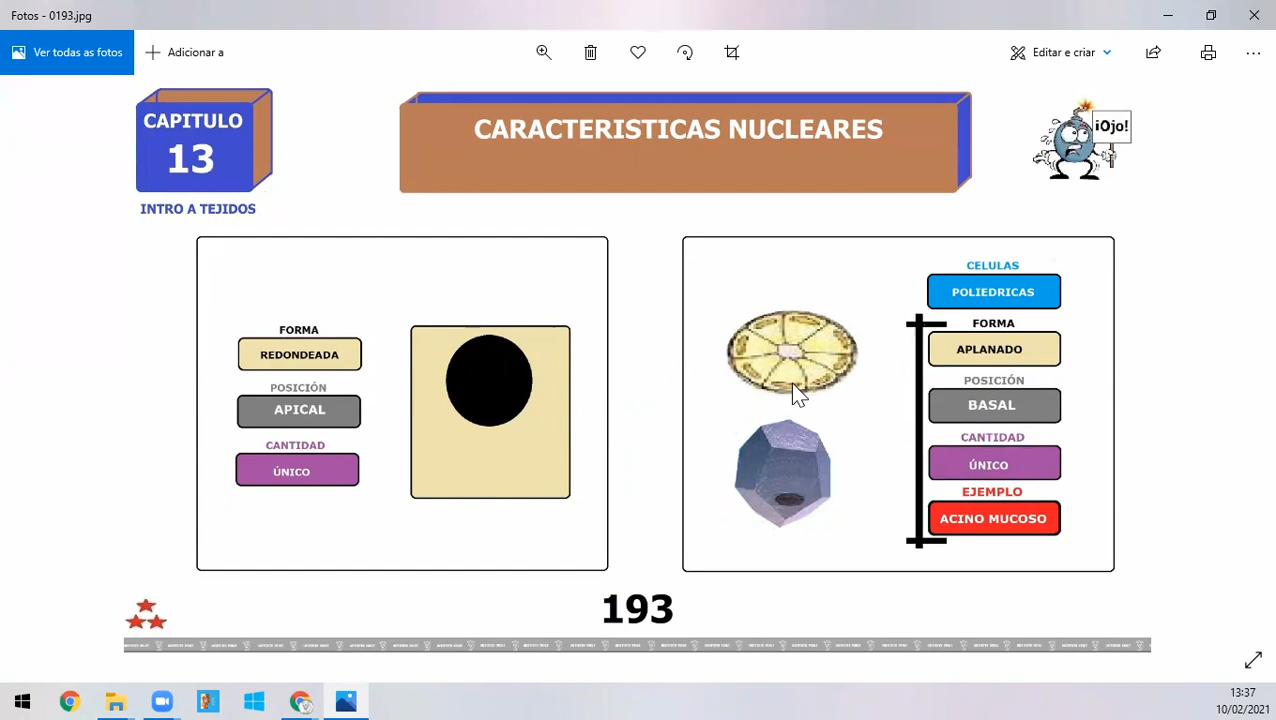 Fotos - 0193.jpg
Ver todas as fotos
Adicionar a
Editar e criar
CAPITULO
13
INTRO A TEJIDOS
CARACTERISTICAS NUCLEARES
¡Ojo!
FORMA
REDONDEADA
POSICIÓN
APICAL
CANTIDAD
ÚNICO
CELULAS
POLIEDRICAS
FORMA
APLANADO
POSICIÓN
BASAL
CANTIDAD
ÚNICO
EJEMPLO
ACINO MUCOSO
193
13:37
10/02/2021